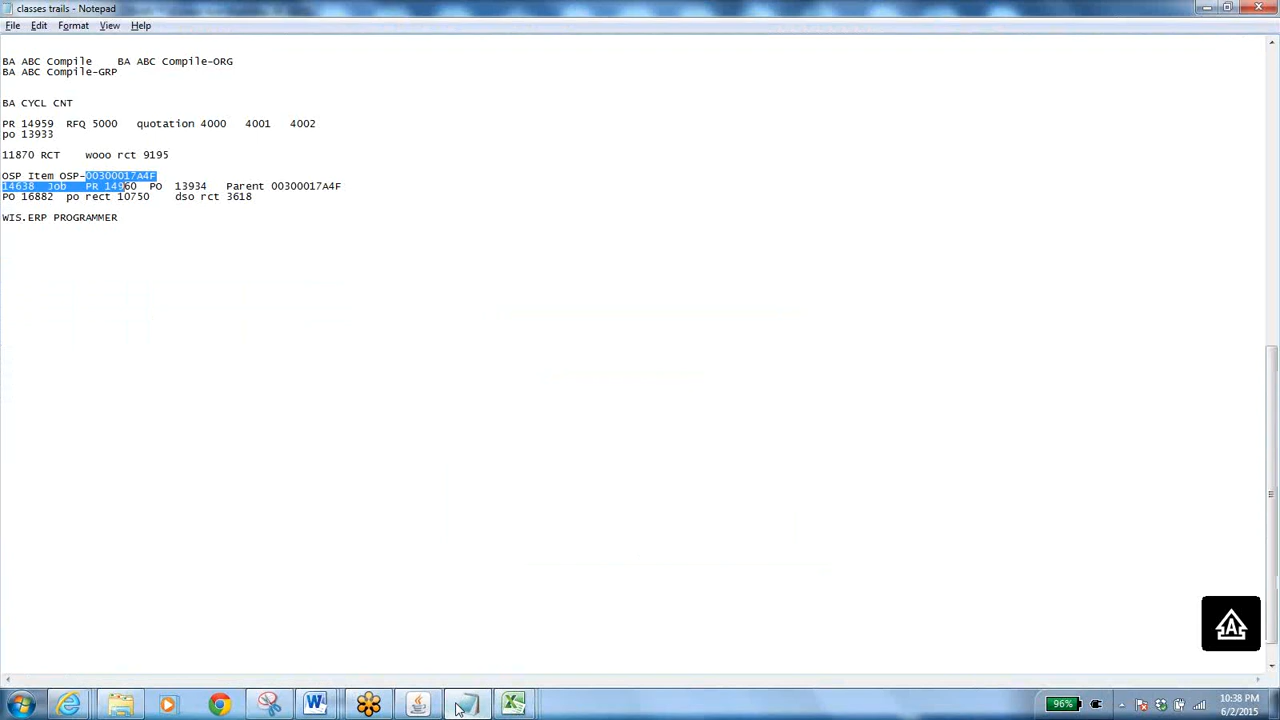 classes trails - Notepad
File Edit Format View Help
BA ABC Compile BA ABC Compile-ORG
BA ABC Compile-GRP
BA CYCL CNT
PR 14959 RFQ 5000 quotation 4000 4001 4002
po 13933
11870 RCT wooo rct 9195
OSP Item OSP-00300017A4F
14638 Job PR 14960 PO 13934 Parent 00300017A4F
PO 16882 po rect 10750 dso rct 3618
WIS.ERP PROGRAMMER
A
96%
10:38 PM
6/2/2015